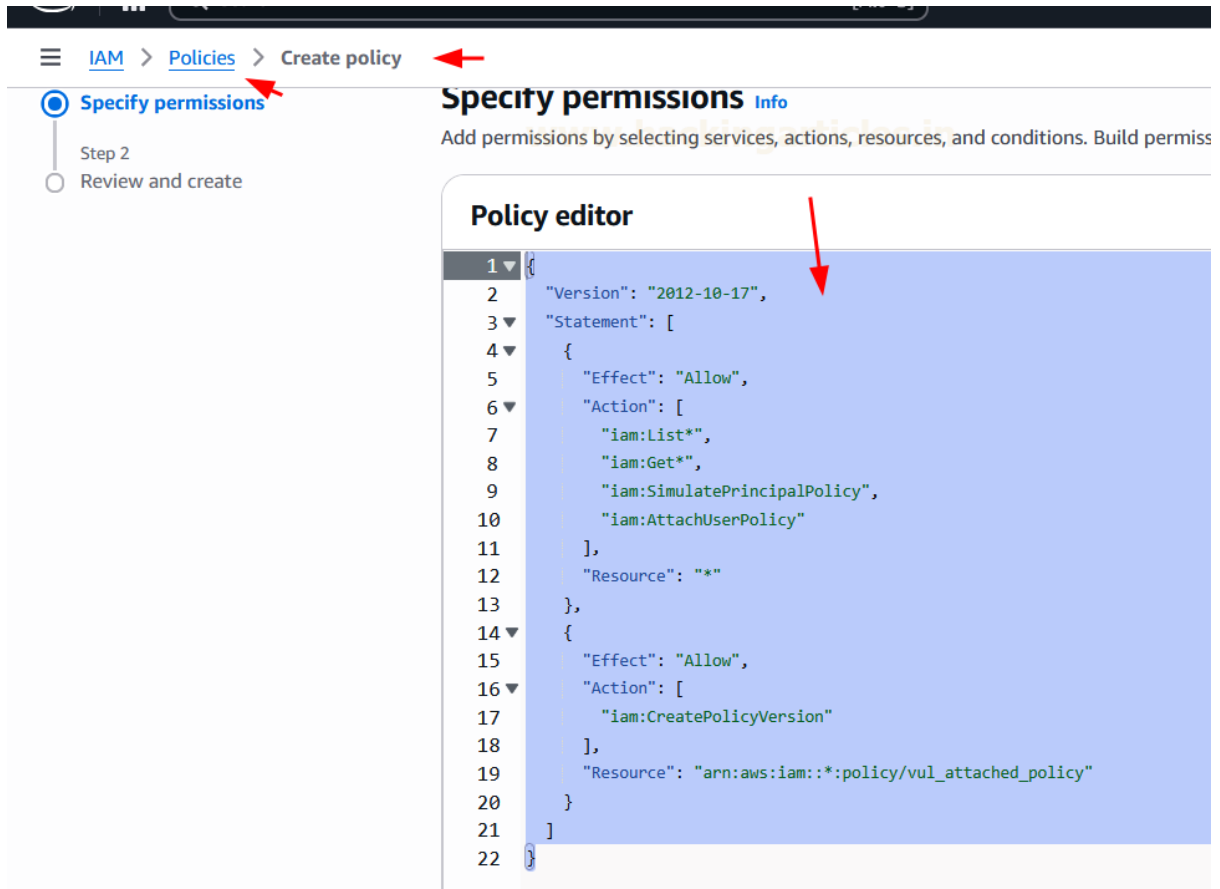 IAM > Policies > Create policy
Specify permissions
Step 2
Review and create
Specify permissions Info
Add permissions by selecting services, actions, resources, and conditions. Build permiss
Policy editor
1 {
2 "Version": "2012-10-17",
3 "Statement": [
4 {
5 "Effect": "Allow",
6 "Action": [
7 "iam:List*",
8 "iam:Get*",
9 "iam:SimulatePrincipalPolicy",
10 "iam:AttachUserPolicy"
11 ],
12 "Resource": "*"
13 },
14 {
15 "Effect": "Allow",
16 "Action": [
17 "iam:CreatePolicyVersion"
18 ],
19 "Resource": "arn:aws:iam::*:policy/vul_attached_policy"
20 }
21 ]
22 }